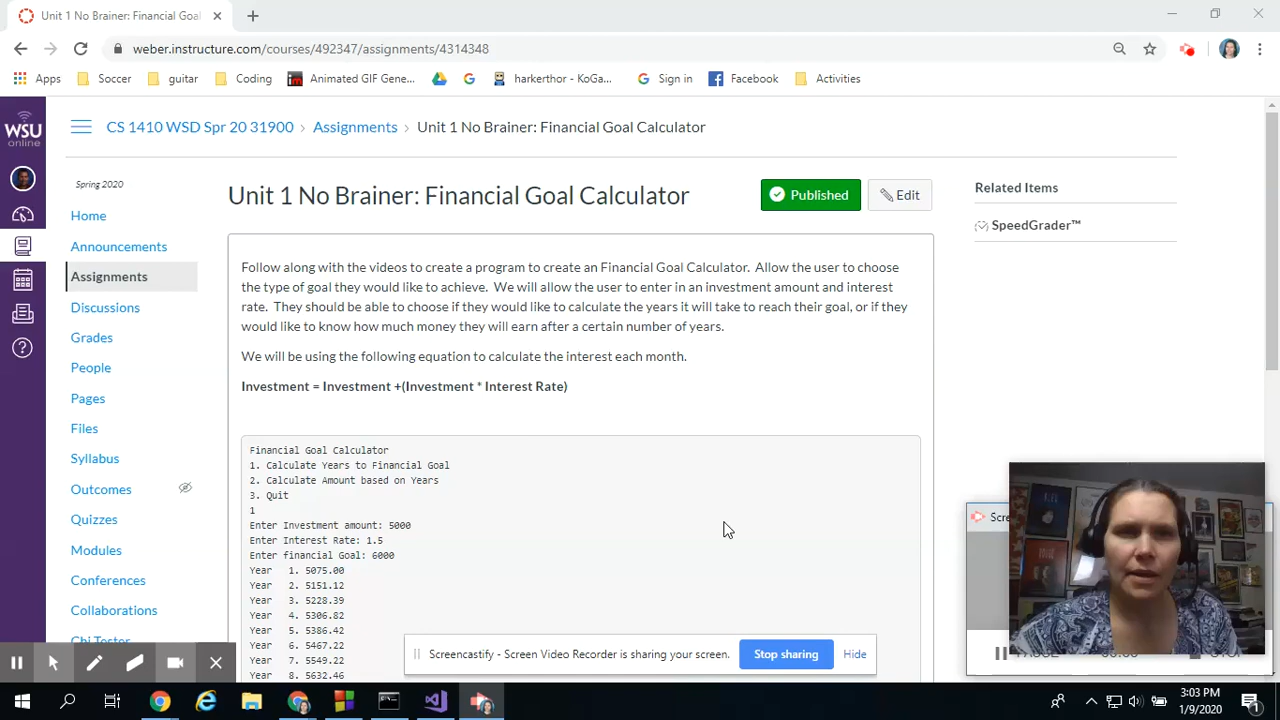 Unit 1 No Brainer: Financial Goal
weber.instructure.com/courses/492347/assignments/4314348
Apps Soccer guitar Coding Animated GIF Gene... harkerthor - KoGa... Sign in Facebook Activities
WSU online
CS 1410 WSD Spr 20 31900 › Assignments › Unit 1 No Brainer: Financial Goal Calculator
Spring 2020
Home
Announcements
Assignments
Discussions
Grades
People
Pages
Files
Syllabus
Outcomes
Quizzes
Modules
Conferences
Collaborations
Chi Tester
Unit 1 No Brainer: Financial Goal Calculator
Published
Edit
Related Items
SpeedGrader™
Follow along with the videos to create a program to create an Financial Goal Calculator. Allow the user to choose
the type of goal they would like to achieve. We will allow the user to enter in an investment amount and interest
rate. They should be able to choose if they would like to calculate the years it will take to reach their goal, or if they
would like to know how much money they will earn after a certain number of years.
We will be using the following equation to calculate the interest each month.
Investment = Investment +(Investment * Interest Rate)
Financial Goal Calculator
1. Calculate Years to Financial Goal
2. Calculate Amount based on Years
3. Quit
1
Enter Investment amount: 5000
Enter Interest Rate: 1.5
Enter financial Goal: 6000
Year 1. 5075.00
Year 2. 5151.12
Year 3. 5228.39
Year 4. 5306.82
Year 5. 5386.42
Year 6. 5467.22
Year 7. 5549.22
Year 8. 5632.46
Screencastify - Screen Video Recorder is sharing your screen.
Stop sharing
Hide
3:03 PM
1/9/2020